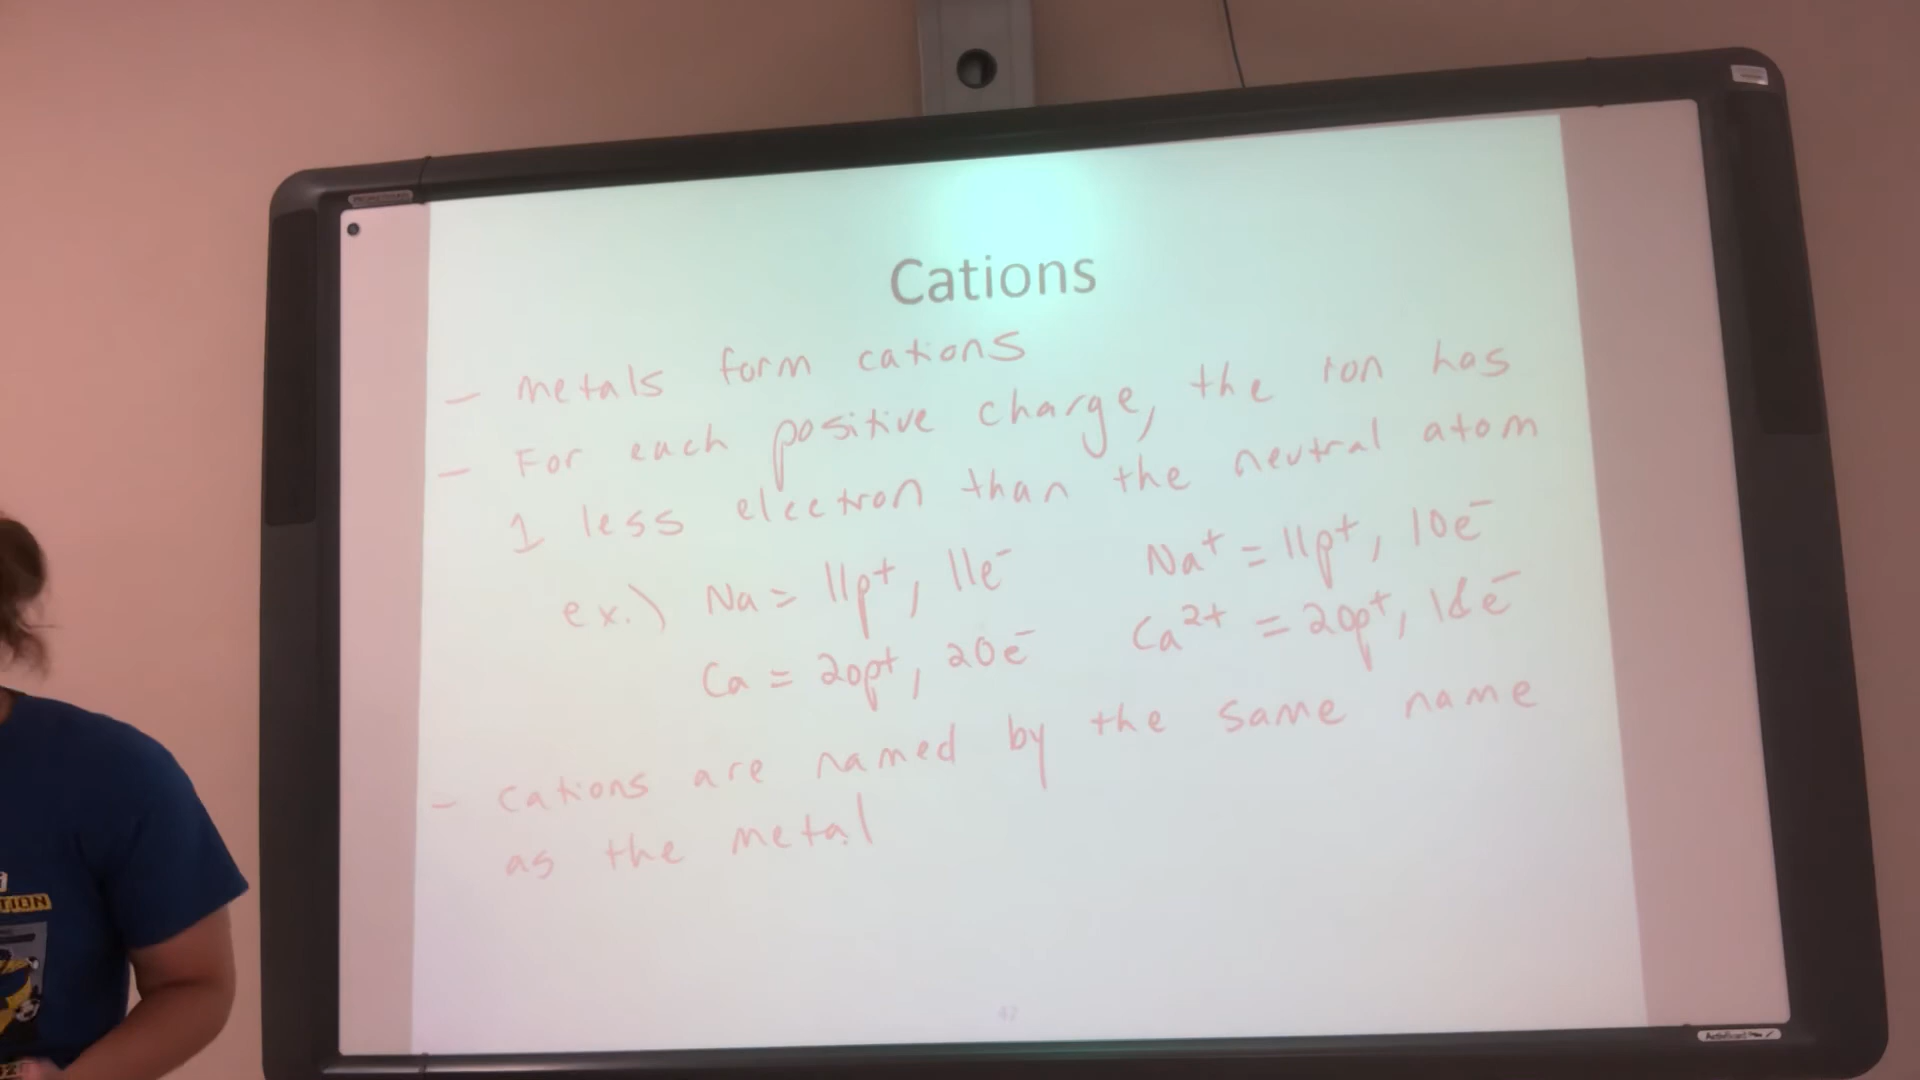 Cations
- Metals form cations
- For each positive charge, the ion has
1 less electron than the neutral atom
ex.) Na = 11p⁺, 11e⁻ Na⁺ = 11p⁺, 10e⁻
Ca = 20p⁺, 20e⁻ Ca²⁺ = 20p⁺, 18e⁻
- Cations are named by the same name
as the metal
42
TION